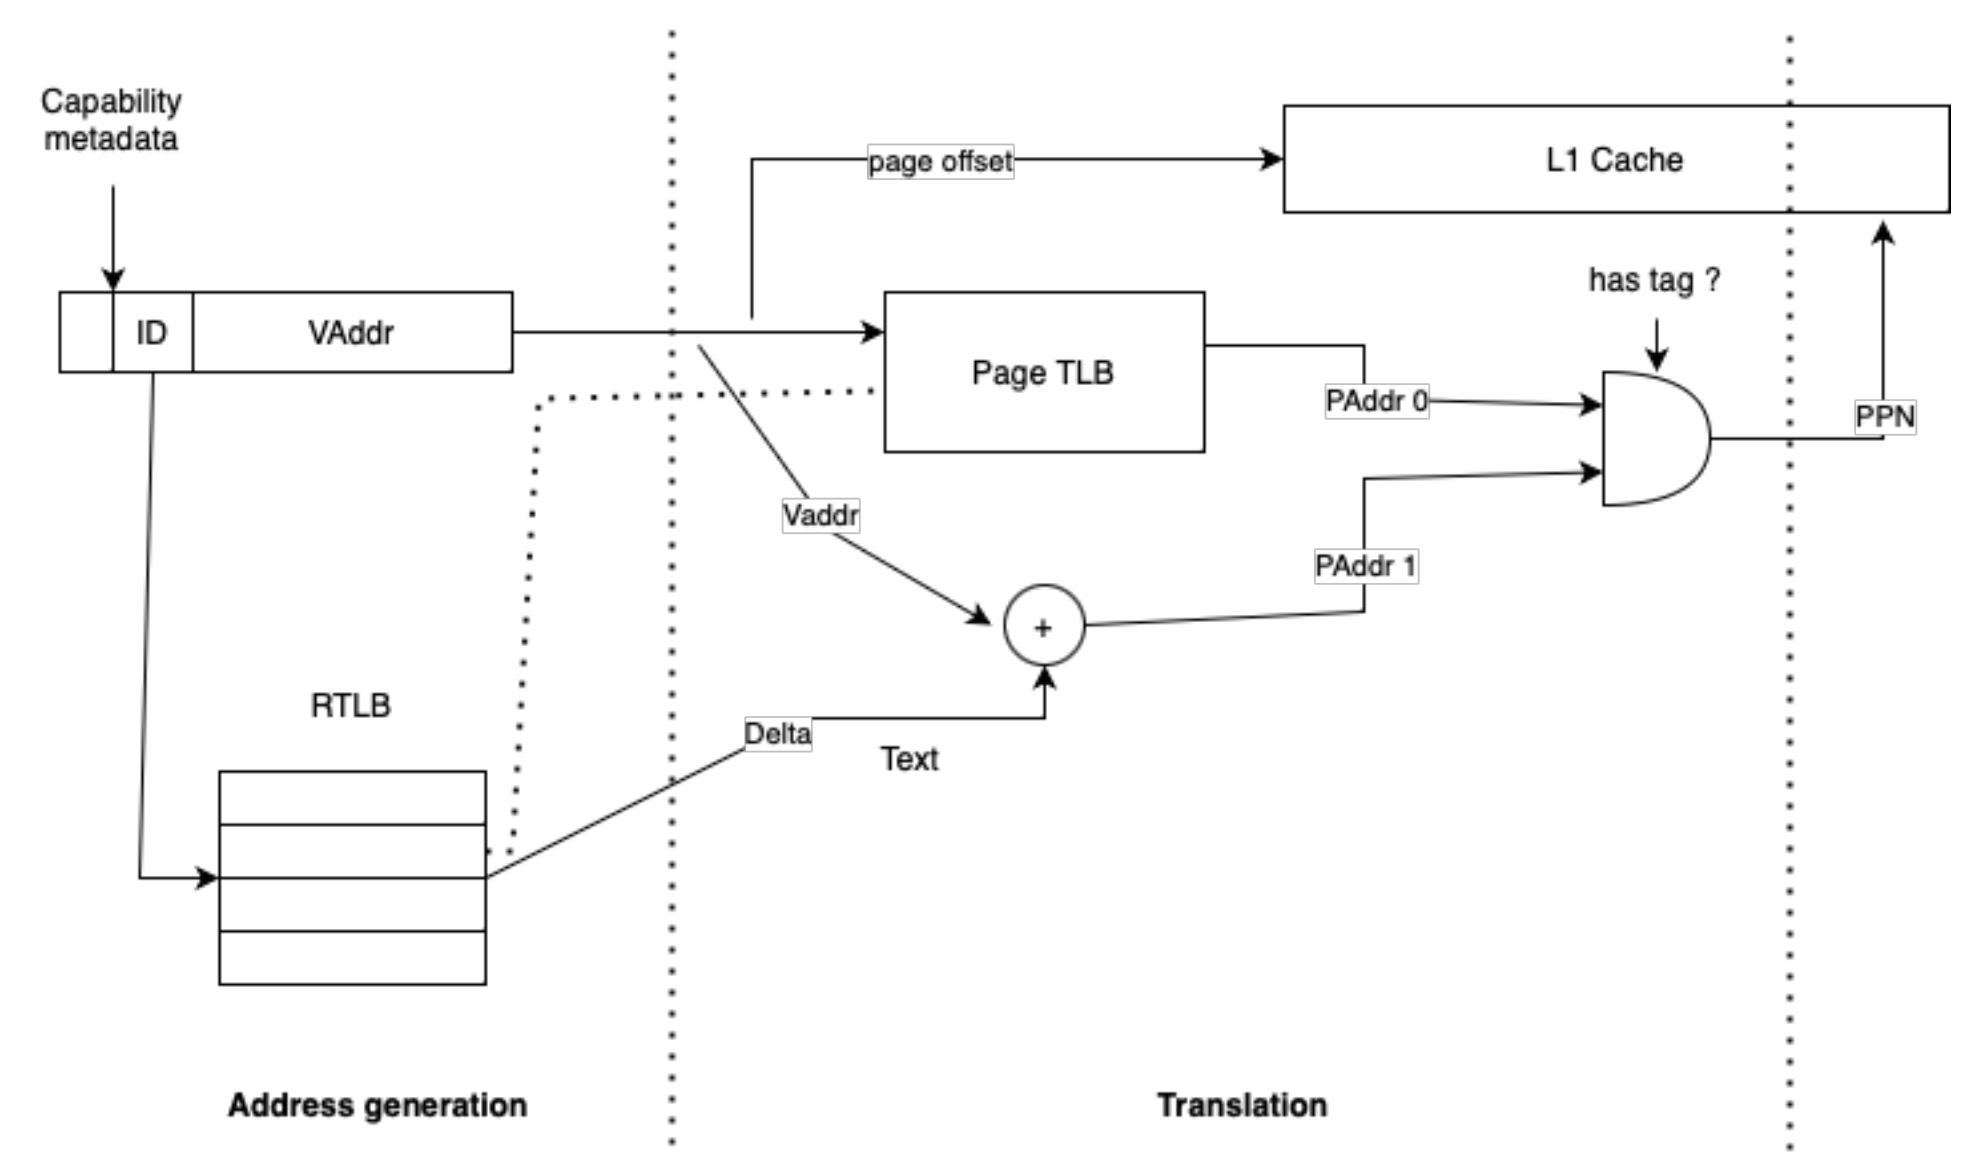 Capability
metadata
page offset
L1 Cache
has tag ?
ID
VAddr
Page TLB
PAddr 0
PPN
Vaddr
PAddr 1
+
RTLB
Delta
Text
Address generation
Translation